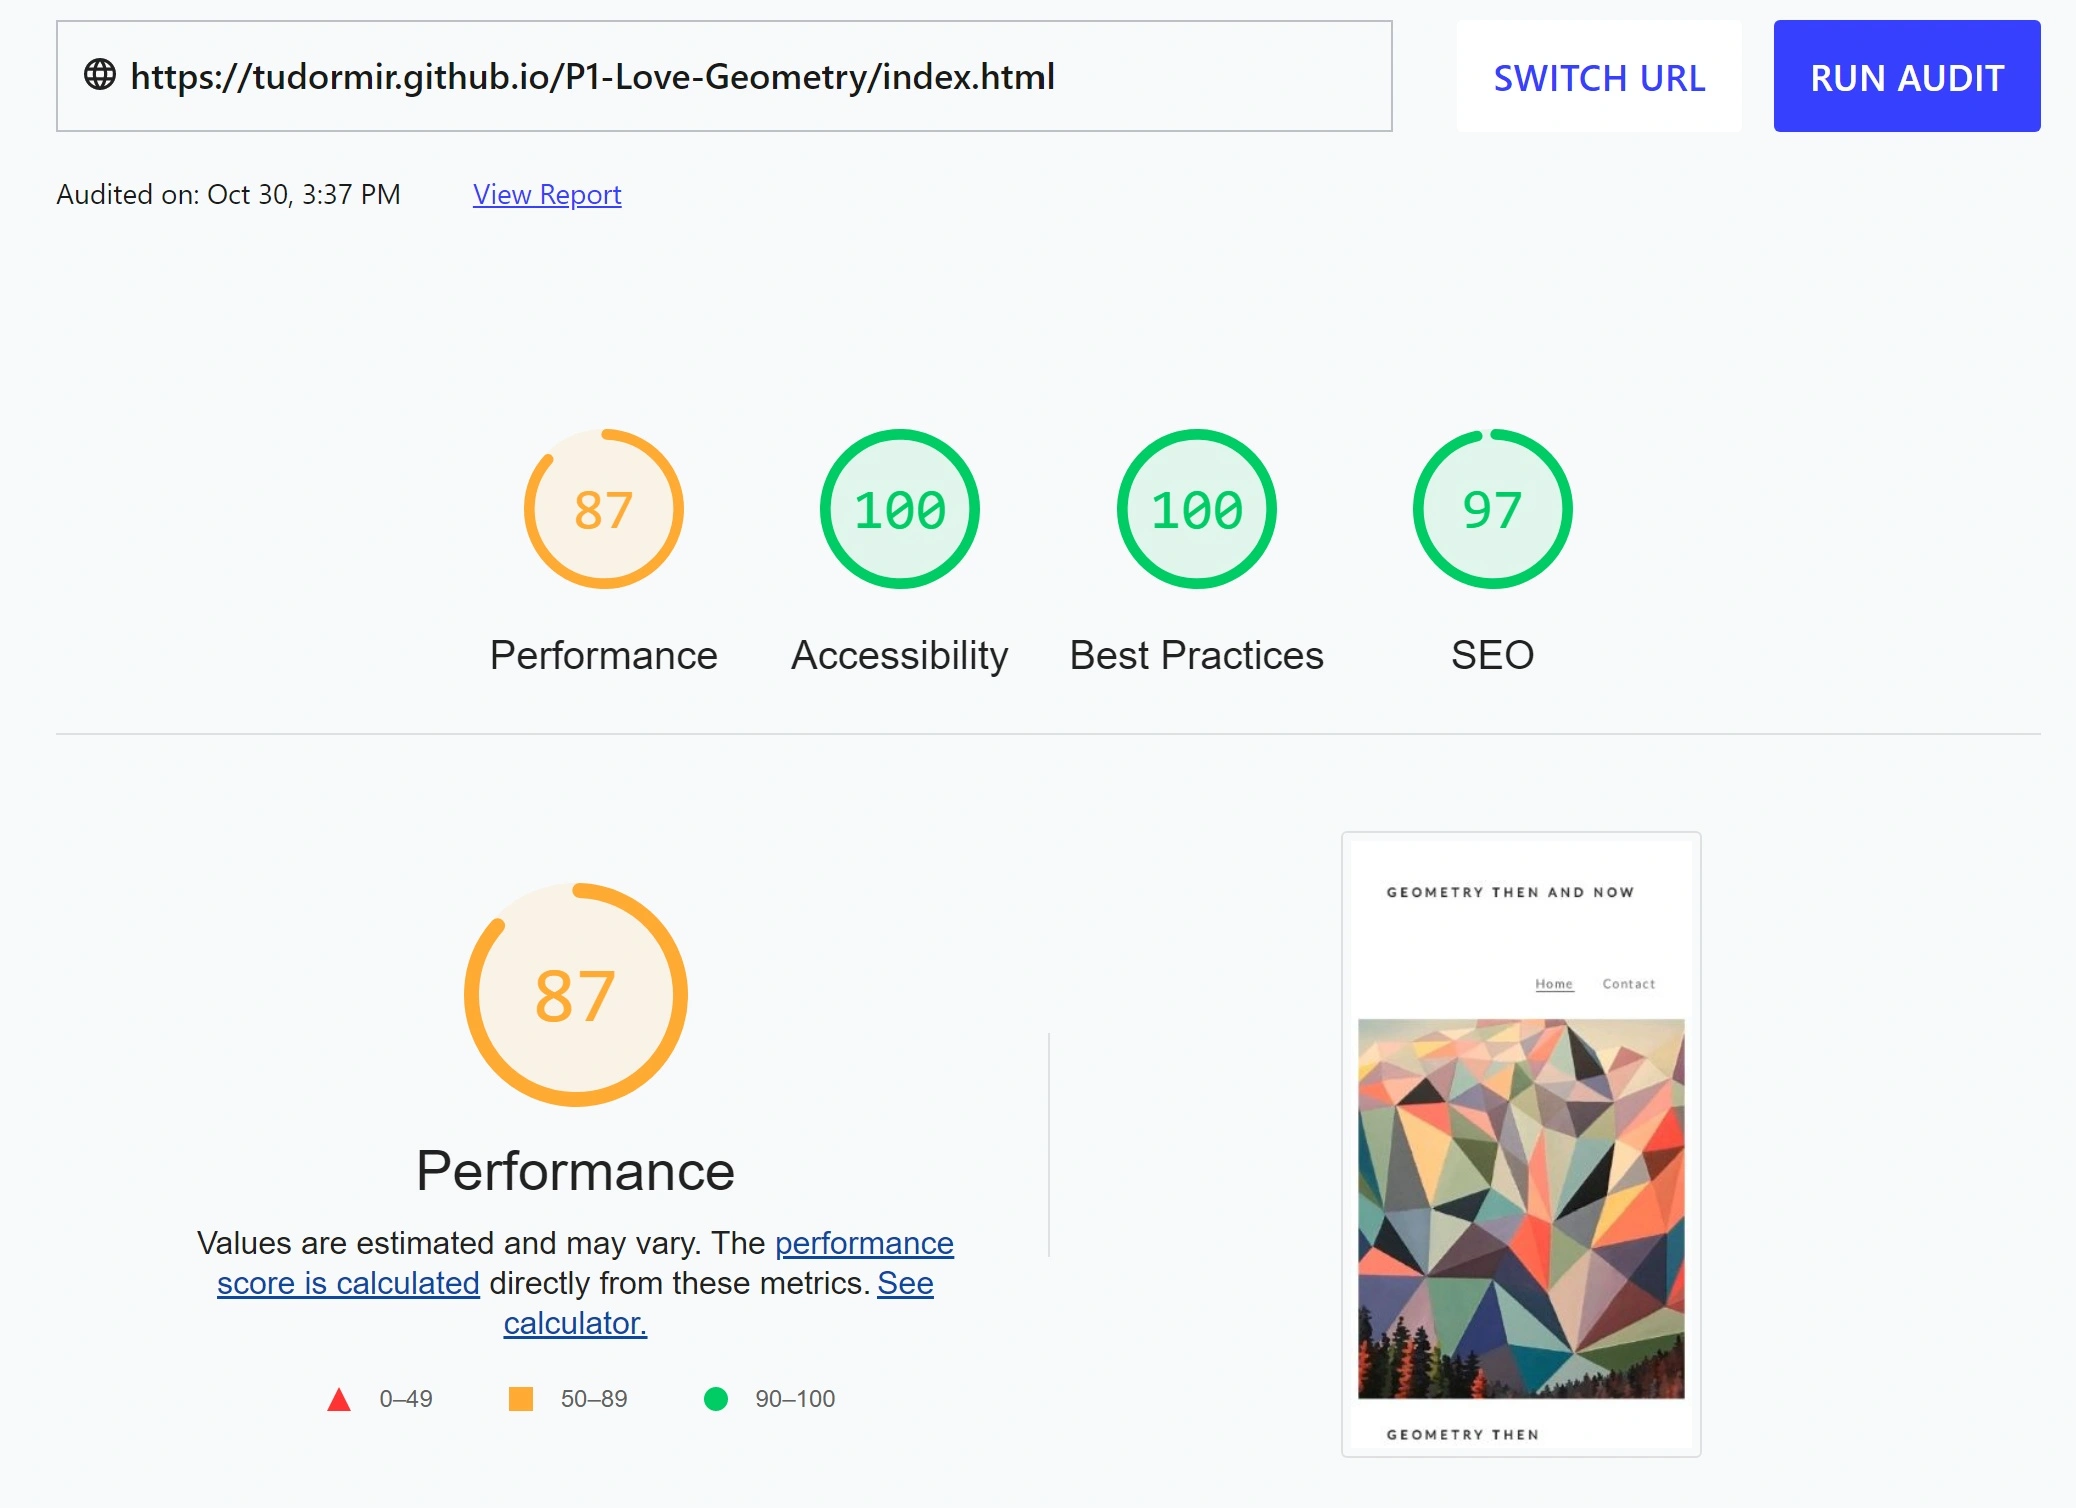 https://tudormir.github.io/P1-Love-Geometry/index.html
SWITCH URL
RUN AUDIT
Audited on: Oct 30, 3:37 PM
View Report
87
100
100
97
Performance
Accessibility
Best Practices
SEO
87
Performance
Values are estimated and may vary. The performance
score is calculated directly from these metrics. See
calculator.
0–49
50–89
90–100
GEOMETRY THEN AND NOW
Home
Contact
GEOMETRY THEN